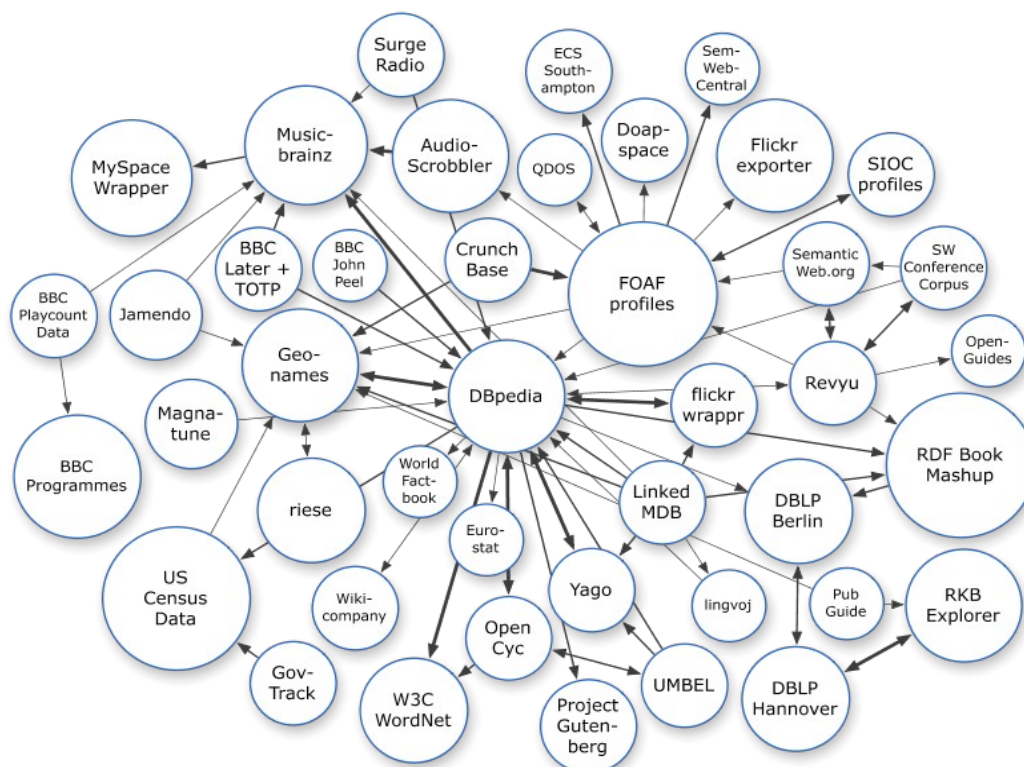 Surge
Radio
ECS
South-
ampton
Sem-
Web-
Central
Music-
brainz
Audio-
Scrobbler
Doap-
space
Flickr
exporter
MySpace
Wrapper
QDOS
SIOC
profiles
BBC
Later +
TOTP
BBC
John
Peel
Crunch
Base
FOAF
profiles
Semantic
Web.org
SW
Conference
Corpus
BBC
Playcount
Data
Jamendo
Geo-
names
DBpedia
flickr
wrappr
Revyu
Open-
Guides
Magna-
tune
BBC
Programmes
riese
World
Fact-
book
Euro-
stat
Linked
MDB
DBLP
Berlin
RDF Book
Mashup
US
Census
Data
Wiki-
company
Open
Cyc
Yago
lingvoj
Pub
Guide
RKB
Explorer
Gov-
Track
W3C
WordNet
Project
Guten-
berg
UMBEL
DBLP
Hannover